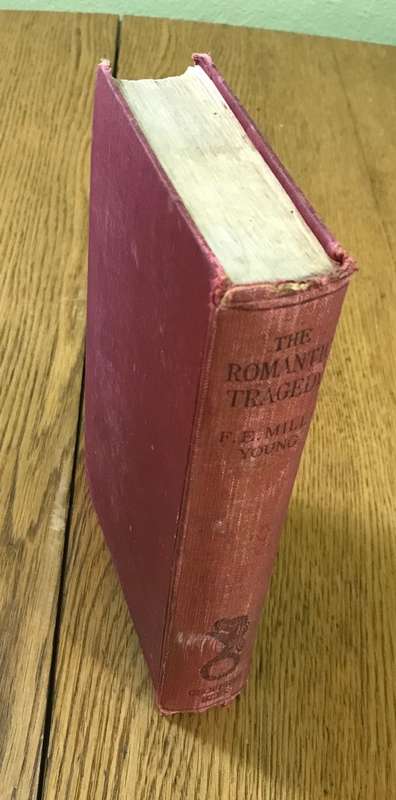 THE
ROMANTI
TRAGED
F. E. MILL
YOUNG